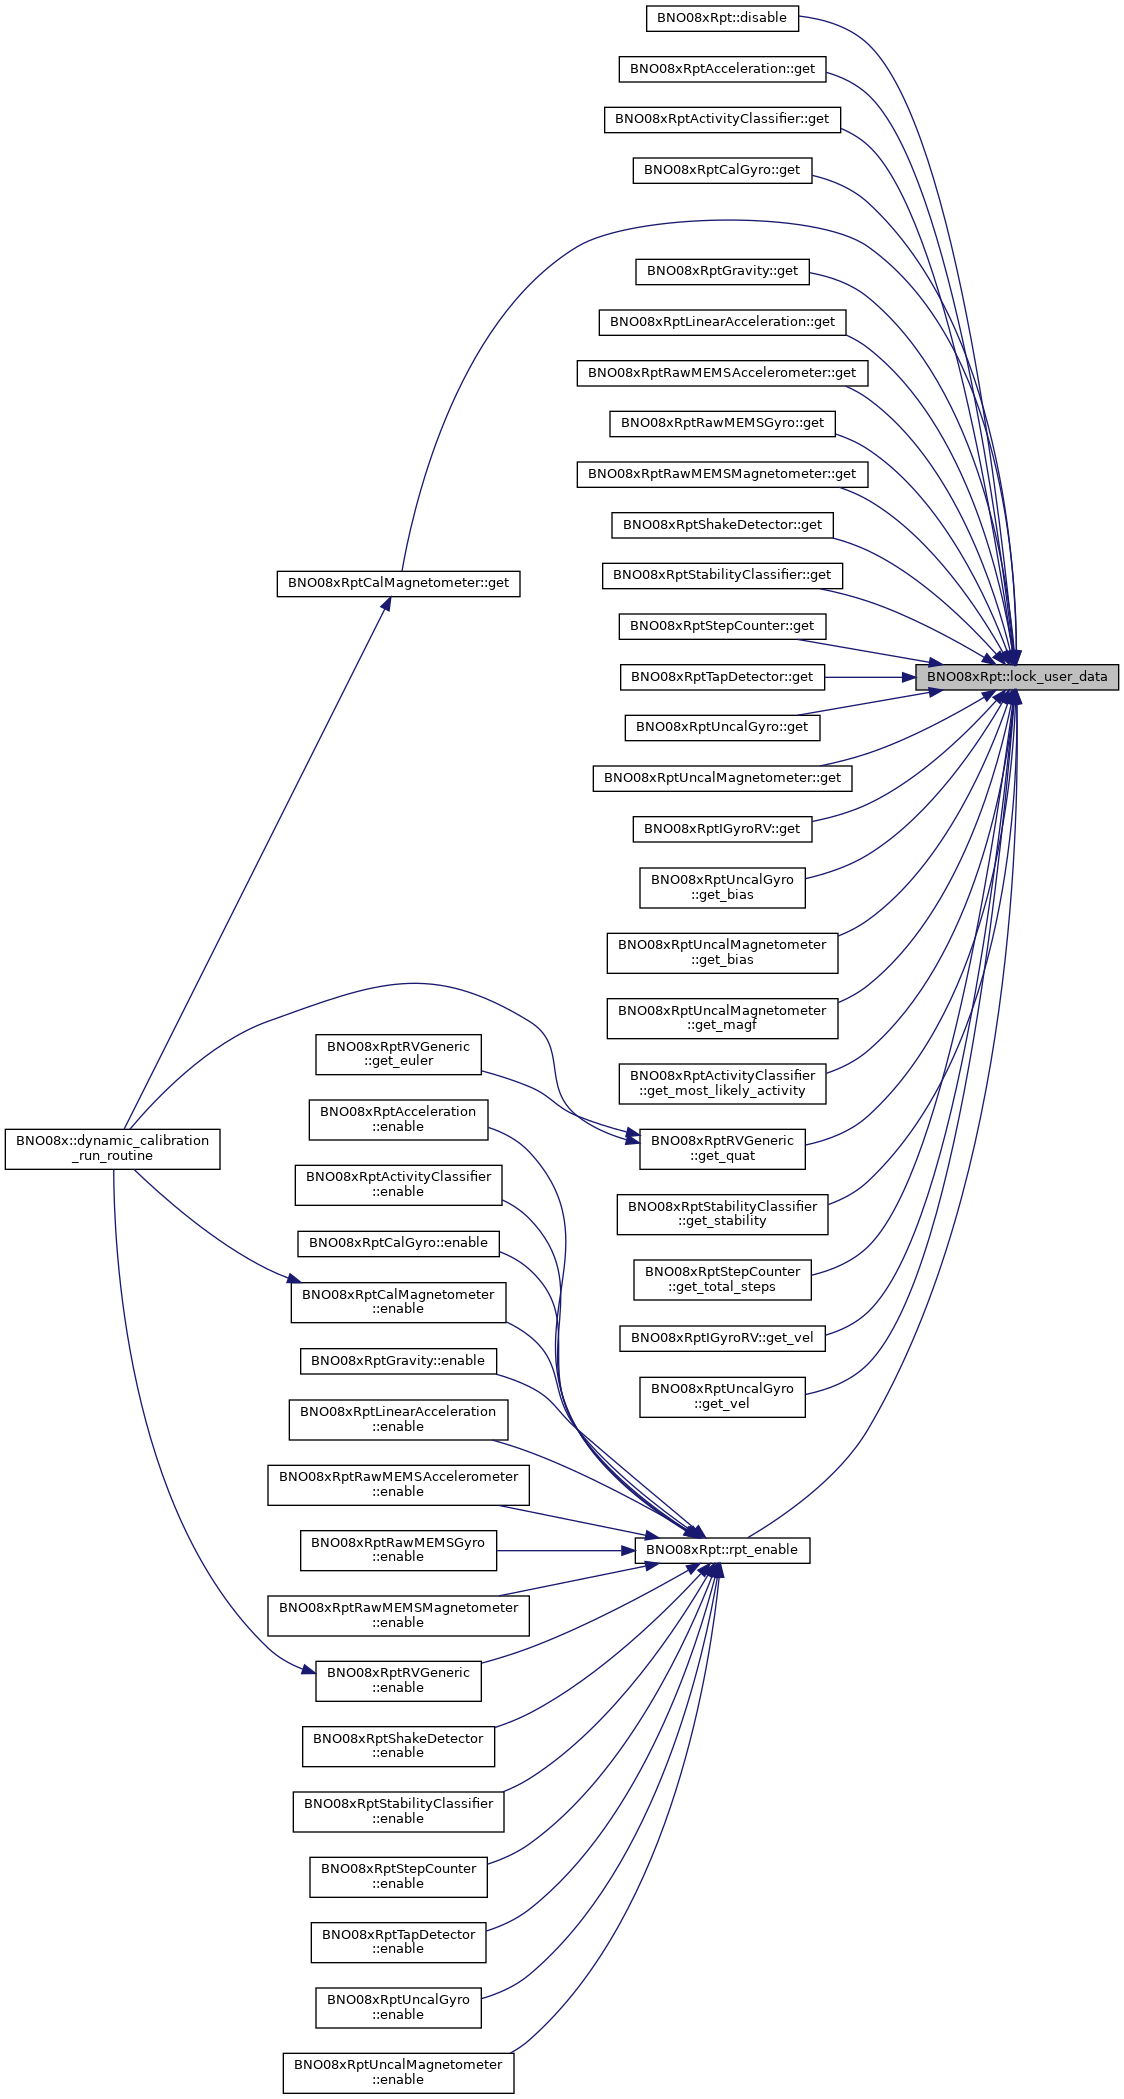 BNO08xRpt::disable
BNO08xRptAcceleration::get
BNO08xRptActivityClassifier::get
BNO08xRptCalGyro::get
BNO08xRptGravity::get
BNO08xRptLinearAcceleration::get
BNO08xRptRawMEMSAccelerometer::get
BNO08xRptRawMEMSGyro::get
BNO08xRptRawMEMSMagnetometer::get
BNO08xRptShakeDetector::get
BNO08xRptStabilityClassifier::get
BNO08xRptCalMagnetometer::get
BNO08xRptStepCounter::get
BNO08xRptTapDetector::get
BNO08xRpt::lock_user_data
BNO08xRptUncalGyro::get
BNO08xRptUncalMagnetometer::get
BNO08xRptIGyroRV::get
BNO08xRptUncalGyro
::get_bias
BNO08xRptUncalMagnetometer
::get_bias
BNO08xRptUncalMagnetometer
::get_magf
BNO08xRptRVGeneric
::get_euler
BNO08xRptActivityClassifier
::get_most_likely_activity
BNO08xRptAcceleration
::enable
BNO08x::dynamic_calibration
_run_routine
BNO08xRptRVGeneric
::get_quat
BNO08xRptActivityClassifier
::enable
BNO08xRptStabilityClassifier
::get_stability
BNO08xRptCalGyro::enable
BNO08xRptStepCounter
::get_total_steps
BNO08xRptCalMagnetometer
::enable
BNO08xRptIGyroRV::get_vel
BNO08xRptGravity::enable
BNO08xRptUncalGyro
::get_vel
BNO08xRptLinearAcceleration
::enable
BNO08xRptRawMEMSAccelerometer
::enable
BNO08xRptRawMEMSGyro
::enable
BNO08xRpt::rpt_enable
BNO08xRptRawMEMSMagnetometer
::enable
BNO08xRptRVGeneric
::enable
BNO08xRptShakeDetector
::enable
BNO08xRptStabilityClassifier
::enable
BNO08xRptStepCounter
::enable
BNO08xRptTapDetector
::enable
BNO08xRptUncalGyro
::enable
BNO08xRptUncalMagnetometer
::enable